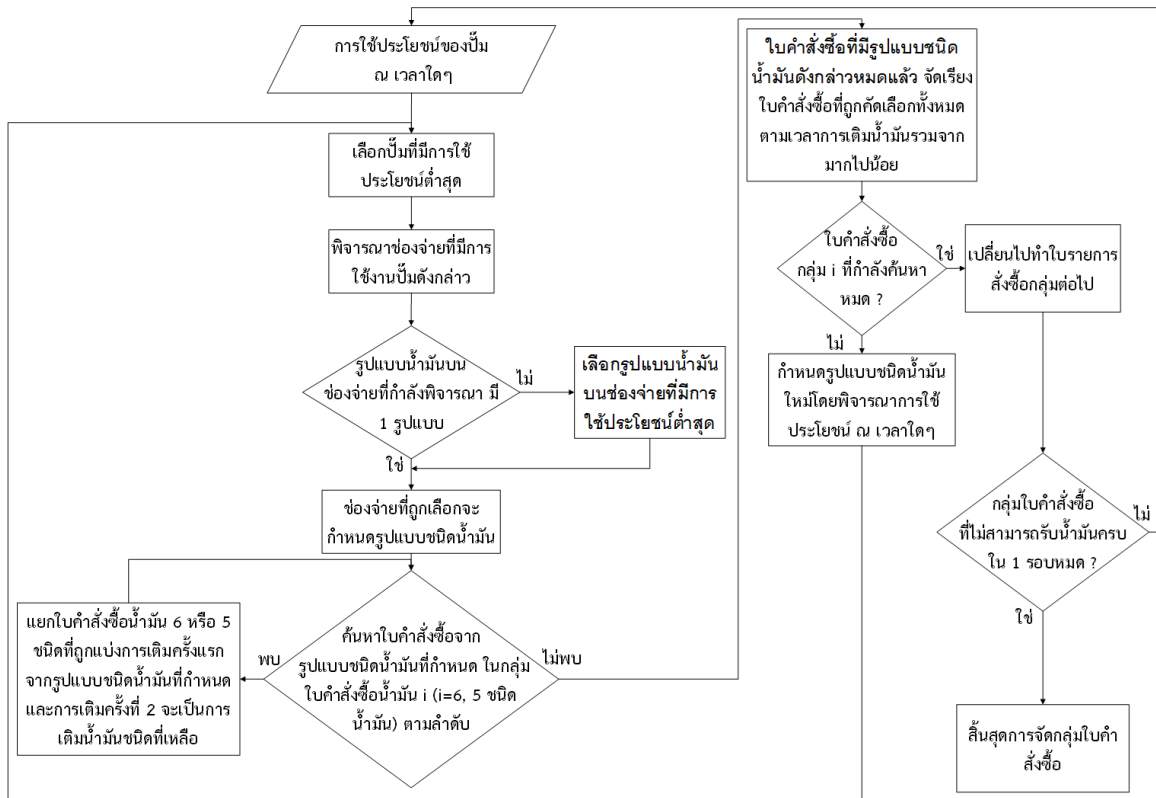 การใช้ประโยชน์ของปั๊ม
ณ เวลาใดๆ
เลือกปั๊มที่มีการใช้
ประโยชน์ต่ำสุด
พิจารณาช่องจ่ายที่มีการ
ใช้งานปั๊มดังกล่าว
รูปแบบน้ำมันบน
ช่องจ่ายที่กำลังพิจารณา มี
1 รูปแบบ
ไม่
เลือกรูปแบบน้ำมัน
บนช่องจ่ายที่มีการ
ใช้ประโยชน์ต่ำสุด
ใช่
ช่องจ่ายที่ถูกเลือกจะ
กำหนดรูปแบบชนิดน้ำมัน
ค้นหาใบคำสั่งซื้อจาก
รูปแบบชนิดน้ำมันที่กำหนด ในกลุ่ม
ใบคำสั่งซื้อน้ำมัน i (i=6, 5 ชนิด
น้ำมัน) ตามลำดับ
พบ
แยกใบคำสั่งซื้อน้ำมัน 6 หรือ 5
ชนิดที่ถูกแบ่งการเติมครั้งแรก
จากรูปแบบชนิดน้ำมันที่กำหนด
และการเติมครั้งที่ 2 จะเป็นการ
เติมน้ำมันชนิดที่เหลือ
ไม่พบ
ใบคำสั่งซื้อที่มีรูปแบบชนิด
น้ำมันดังกล่าวหมดแล้ว จัดเรียง
ใบคำสั่งซื้อที่ถูกคัดเลือกทั้งหมด
ตามเวลาการเติมน้ำมันรวมจาก
มากไปน้อย
ใบคำสั่งซื้อ
กลุ่ม i ที่กำลังค้นหา
หมด ?
ใช่
เปลี่ยนไปทำใบรายการ
สั่งซื้อกลุ่มต่อไป
ไม่
กำหนดรูปแบบชนิดน้ำมัน
ใหม่โดยพิจารณาการใช้
ประโยชน์ ณ เวลาใดๆ
กลุ่มใบคำสั่งซื้อ
ที่ไม่สามารถรับน้ำมันครบ
ใน 1 รอบหมด ?
ไม่
ใช่
สิ้นสุดการจัดกลุ่มใบคำ
สั่งซื้อ